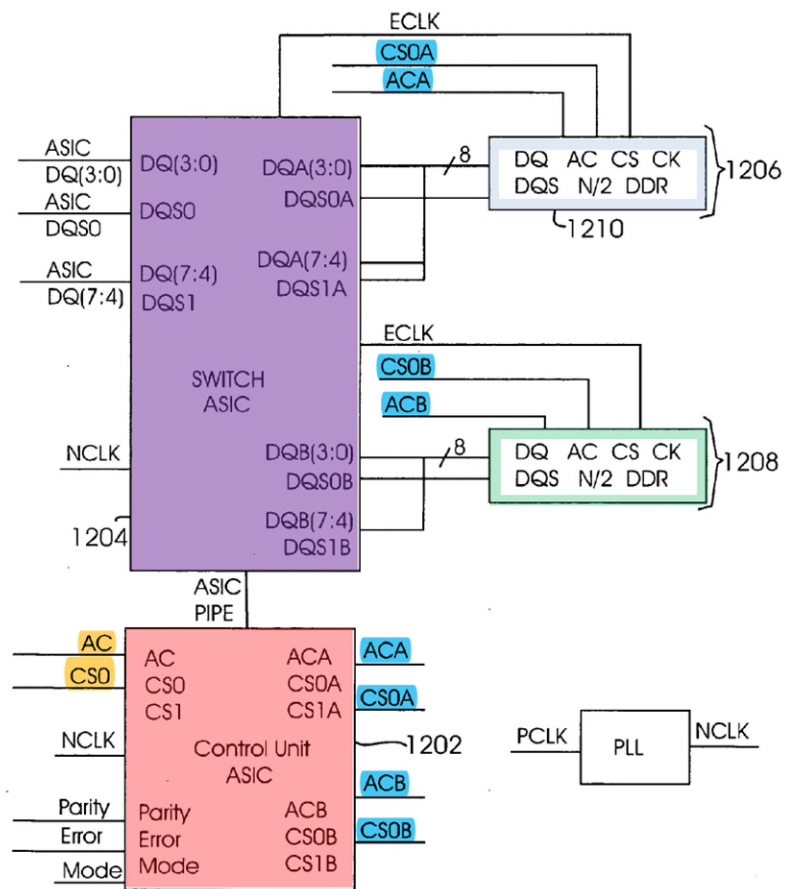 ECLK
CS0A
ACA
ASIC
DQ(3:0)
ASIC
DQS0
ASIC
DQ(7:4)
DQ(3:0)
DQS0
DQ(7:4)
DQS1
DQA(3:0)
DQS0A
DQA(7:4)
DQS1A
8
DQ AC CS CK
DQS N/2 DDR
1206
1210
SWITCH
ASIC
ECLK
CS0B
ACB
NCLK
DQB(3:0)
DQS0B
DQB(7:4)
DQS1B
8
DQ AC CS CK
DQS N/2 DDR
1208
1204
ASIC
PIPE
AC
CS0
NCLK
Parity
Error
Mode
AC
CS0
CS1
ACA
CS0A
CS1A
Control Unit
ASIC
Parity
Error
Mode
ACB
CS0B
CS1B
ACA
CS0A
1202
ACB
CS0B
PCLK
PLL
NCLK